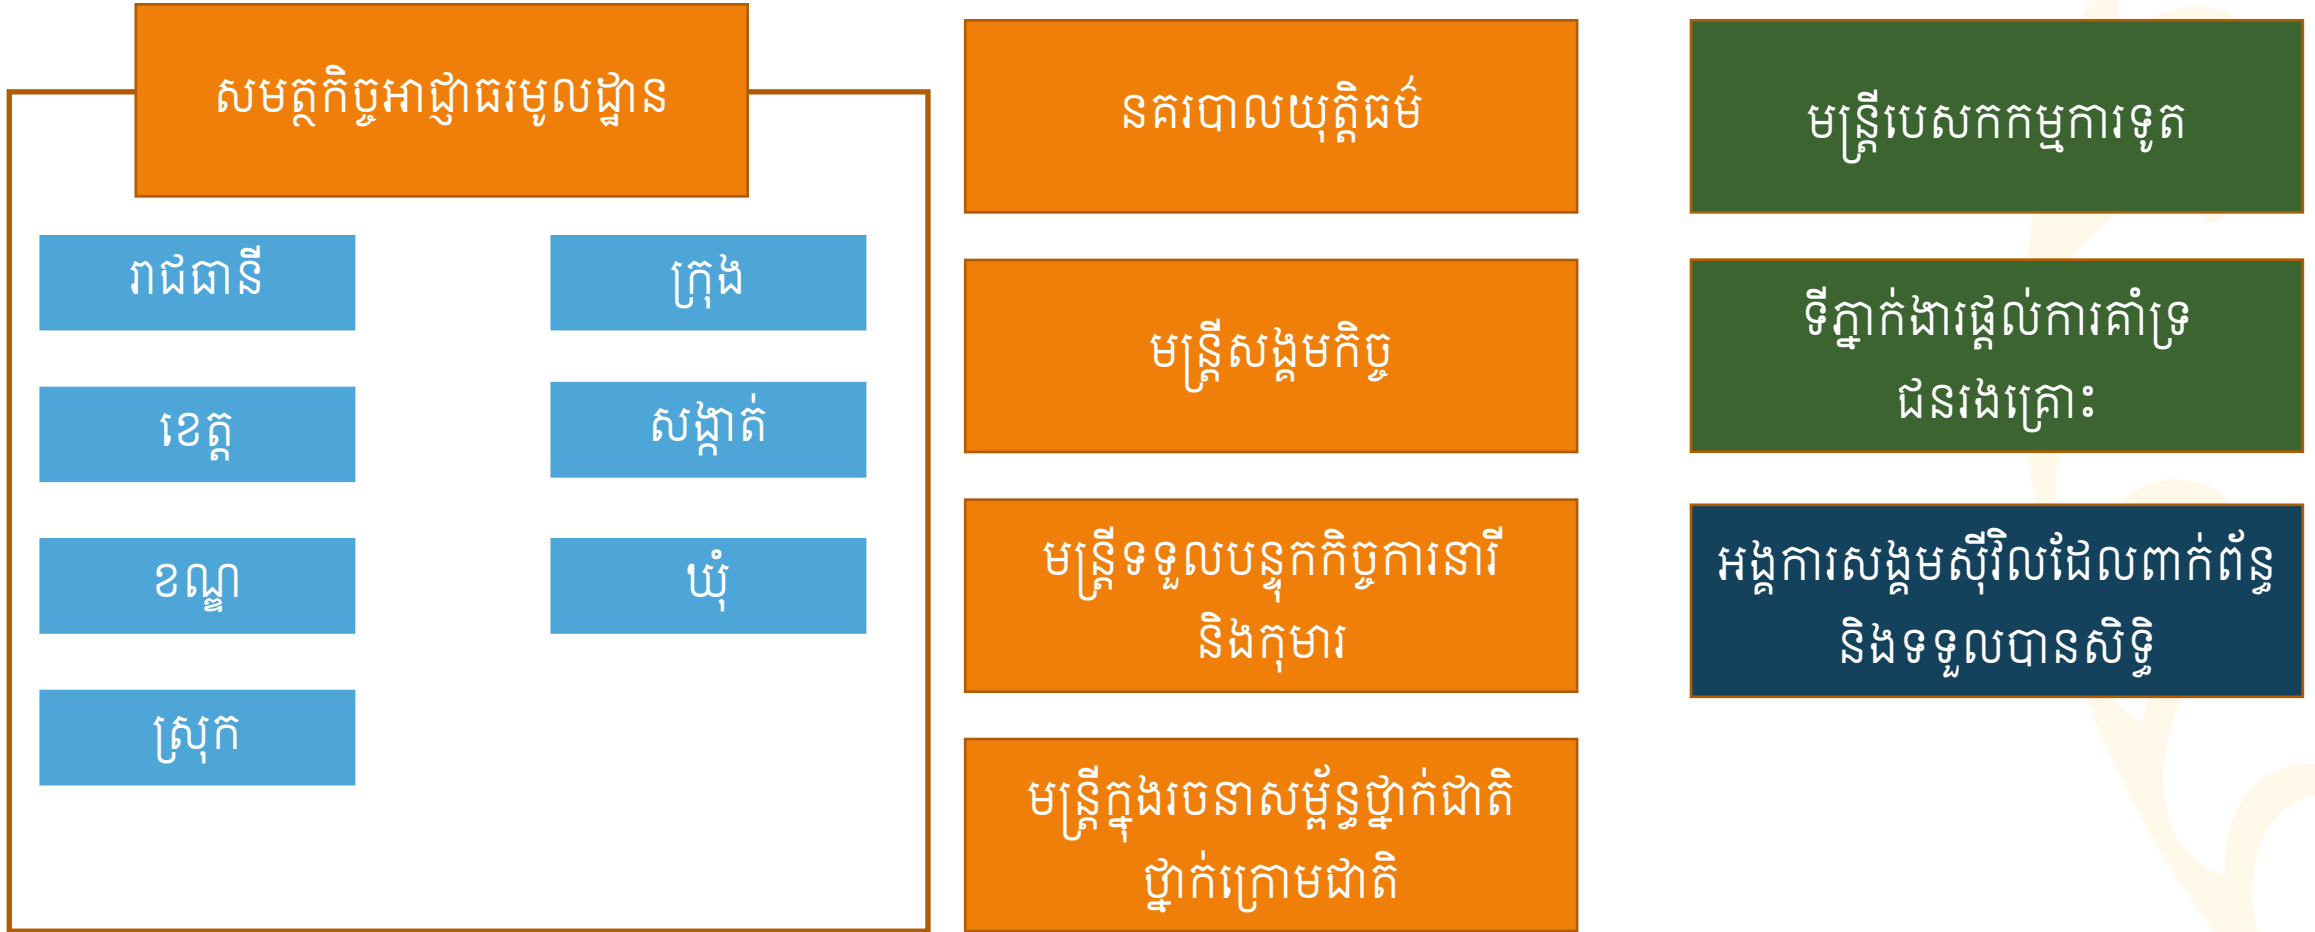 សមត្ថកិច្ចអាជ្ញាធរមូលដ្ឋាន
រាជធានី
ក្រុង
ខេត្ត
សង្កាត់
ខណ្ឌ
ឃុំ
ស្រុក
នគរបាលយុត្តិធម៌
មន្ត្រីសង្គមកិច្ច
មន្ត្រីទទួលបន្ទុកកិច្ចការនារី
និងកុមារ
មន្ត្រីក្នុងរចនាសម្ព័ន្ធថ្នាក់ជាតិ
ថ្នាក់ក្រោមជាតិ
មន្ត្រីបេសកកម្មការទូត
ទីភ្នាក់ងារផ្តល់ការគាំទ្រ
ជនរងគ្រោះ
អង្គការសង្គមស៊ីវិលដែលពាក់ព័ន្ធ
និងទទួលបានសិទ្ធិ